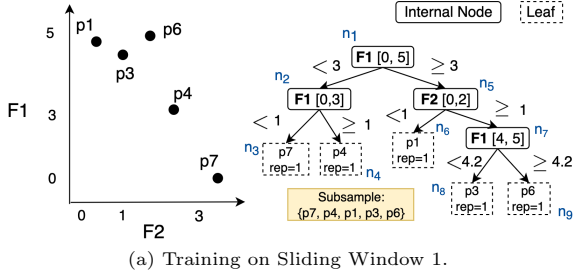 Internal Node
Leaf
5
p1
p6
p3
F1
3
p4
p7
0
0
1
3
F2
n1
F1 [0, 5]
< 3
≥ 3
n2
F1 [0,3]
n5
F2 [0,2]
< 1
≥ 1
<1
≥ 1
n3
p7
rep=1
p4
rep=1
n4
p1
rep=1
n6
F1 [4, 5]
n7
<4.2
≥ 4.2
n8
p3
rep=1
p6
rep=1
n9
Subsample:
{p7, p4, p1, p3, p6}
(a) Training on Sliding Window 1.